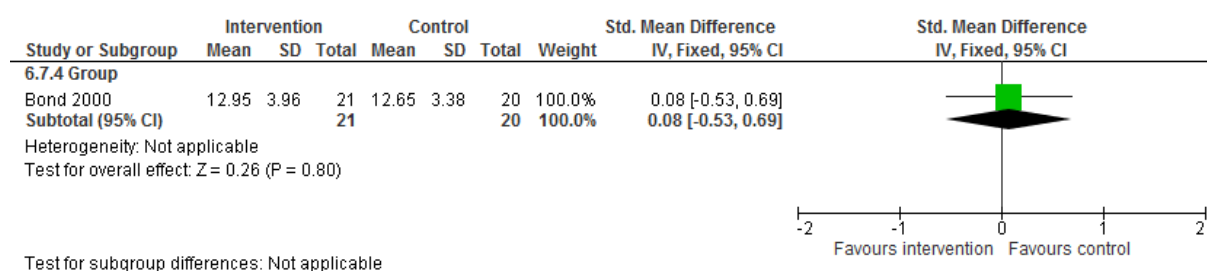 Intervention Control Std. Mean Difference Std. Mean Difference
Study or Subgroup Mean SD Total Mean SD Total Weight IV, Fixed, 95% CI IV, Fixed, 95% CI
6.7.4 Group
Bond 2000 12.95 3.96 21 12.65 3.38 20 100.0% 0.08 [-0.53, 0.69]
Subtotal (95% CI) 21 20 100.0% 0.08 [-0.53, 0.69]
Heterogeneity: Not applicable
Test for overall effect: Z = 0.26 (P = 0.80)
-2 -1 0 1 2
Favours intervention Favours control
Test for subgroup differences: Not applicable